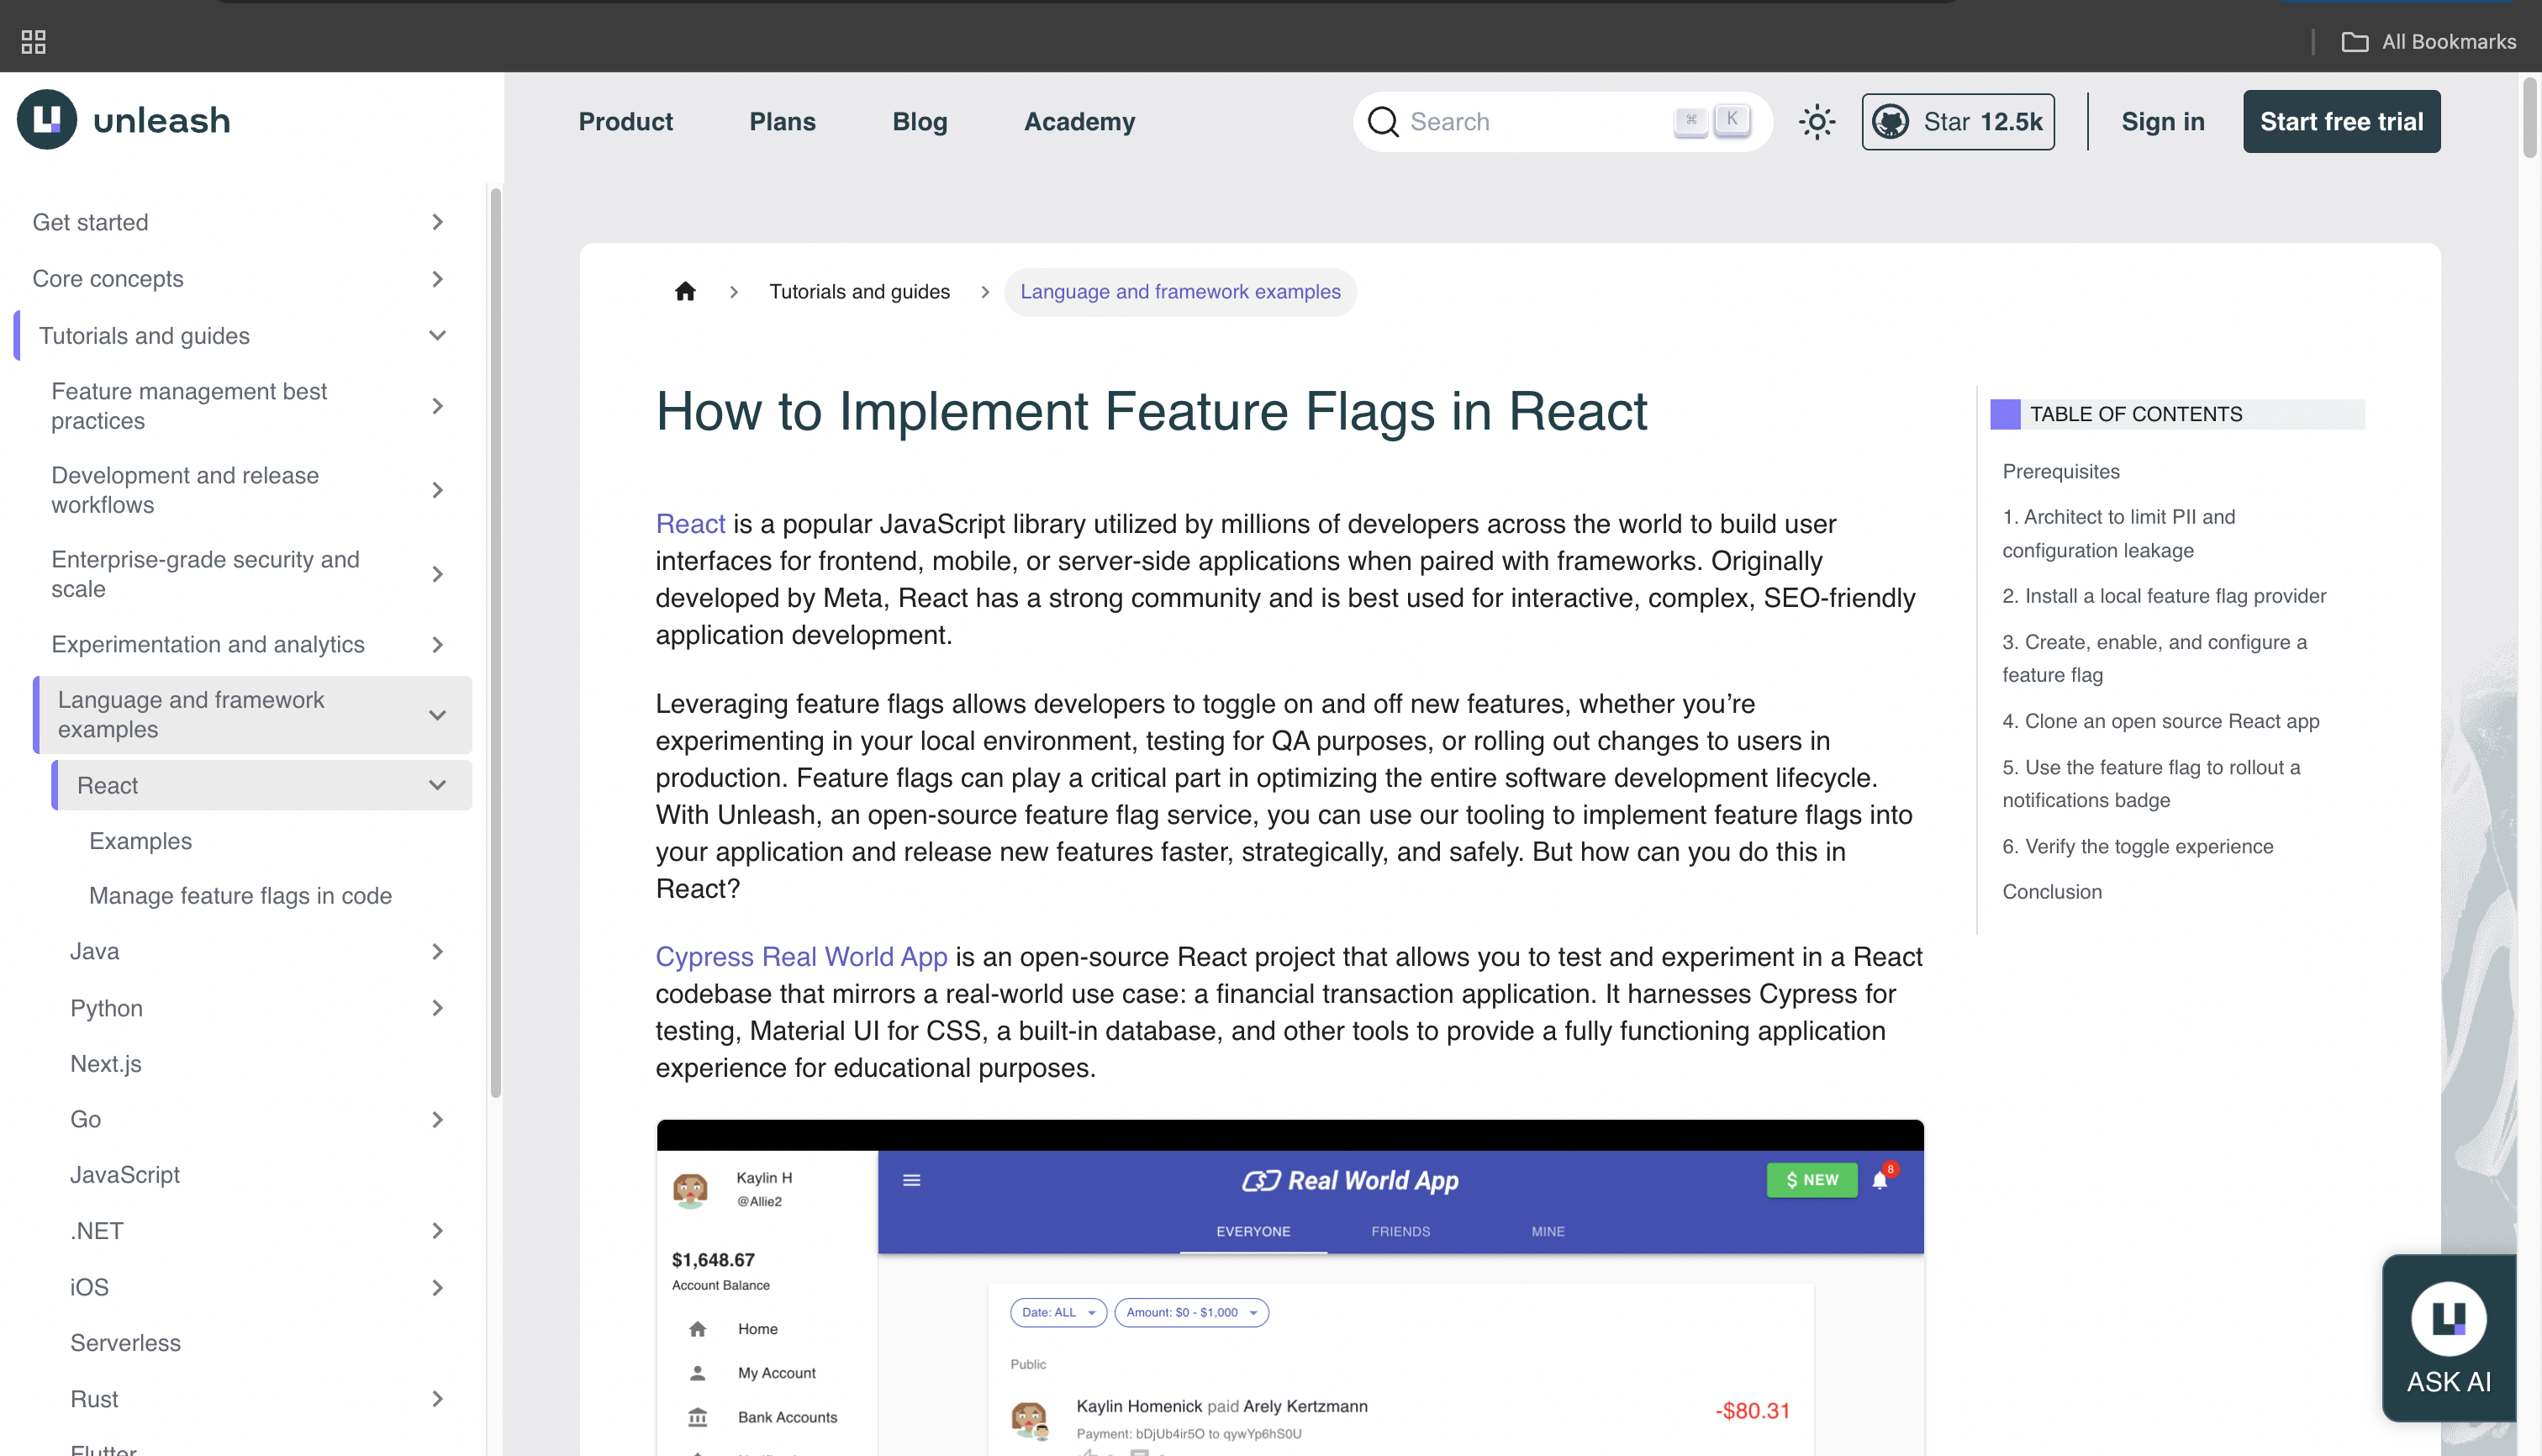 All Bookmarks
unleash
Product
Plans
Blog
Academy
Search
⌘ K
Star 12.5k
Sign in
Start free trial
Get started
Core concepts
Tutorials and guides
Feature management best
practices
Development and release
workflows
Enterprise-grade security and
scale
Experimentation and analytics
Language and framework
examples
React
Examples
Manage feature flags in code
Java
Python
Next.js
Go
JavaScript
.NET
iOS
Serverless
Rust
Flutter
Tutorials and guides
Language and framework examples
How to Implement Feature Flags in React
React is a popular JavaScript library utilized by millions of developers across the world to build user
interfaces for frontend, mobile, or server-side applications when paired with frameworks. Originally
developed by Meta, React has a strong community and is best used for interactive, complex, SEO-friendly
application development.
Leveraging feature flags allows developers to toggle on and off new features, whether you’re
experimenting in your local environment, testing for QA purposes, or rolling out changes to users in
production. Feature flags can play a critical part in optimizing the entire software development lifecycle.
With Unleash, an open-source feature flag service, you can use our tooling to implement feature flags into
your application and release new features faster, strategically, and safely. But how can you do this in
React?
Cypress Real World App is an open-source React project that allows you to test and experiment in a React
codebase that mirrors a real-world use case: a financial transaction application. It harnesses Cypress for
testing, Material UI for CSS, a built-in database, and other tools to provide a fully functioning application
experience for educational purposes.
Kaylin H
@Allie2
$1,648.67
Account Balance
Home
My Account
Bank Accounts
Real World App
$ NEW
8
EVERYONE
FRIENDS
MINE
Date: ALL
Amount: $0 - $1,000
Public
Kaylin Homenick paid Arely Kertzmann
Payment: bDjUb4ir5O to qywYp6hS0U
-$80.31
TABLE OF CONTENTS
Prerequisites
1. Architect to limit PII and
configuration leakage
2. Install a local feature flag provider
3. Create, enable, and configure a
feature flag
4. Clone an open source React app
5. Use the feature flag to rollout a
notifications badge
6. Verify the toggle experience
Conclusion
ASK AI